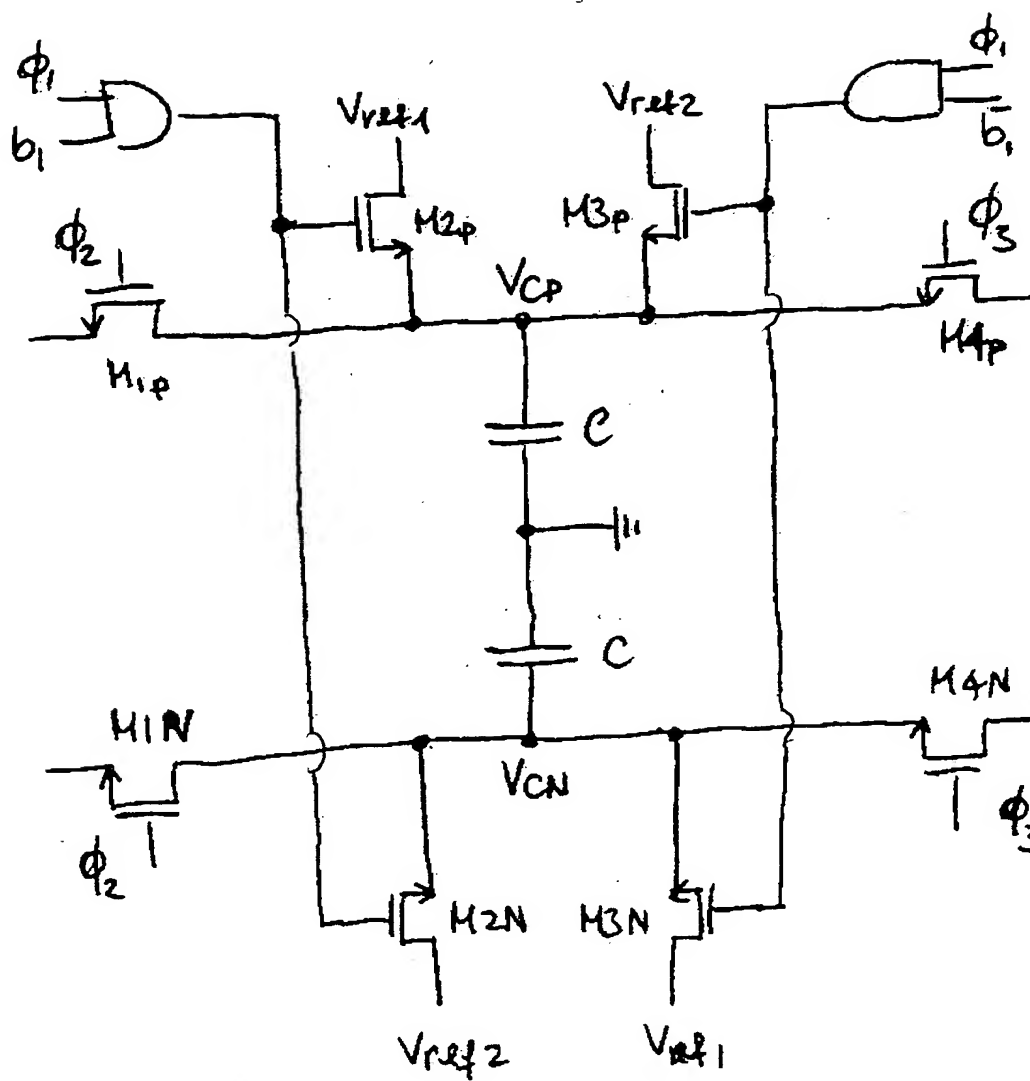 ϕ₁
b₁
Vref1
Vref2
ϕ₁
b̄₁
M2p
M3p
ϕ₂
ϕ₃
VCP
M1p
M4p
C
C
M1N
M4N
VCN
ϕ₂
ϕ₃
M2N
M3N
Vref2
Vref1